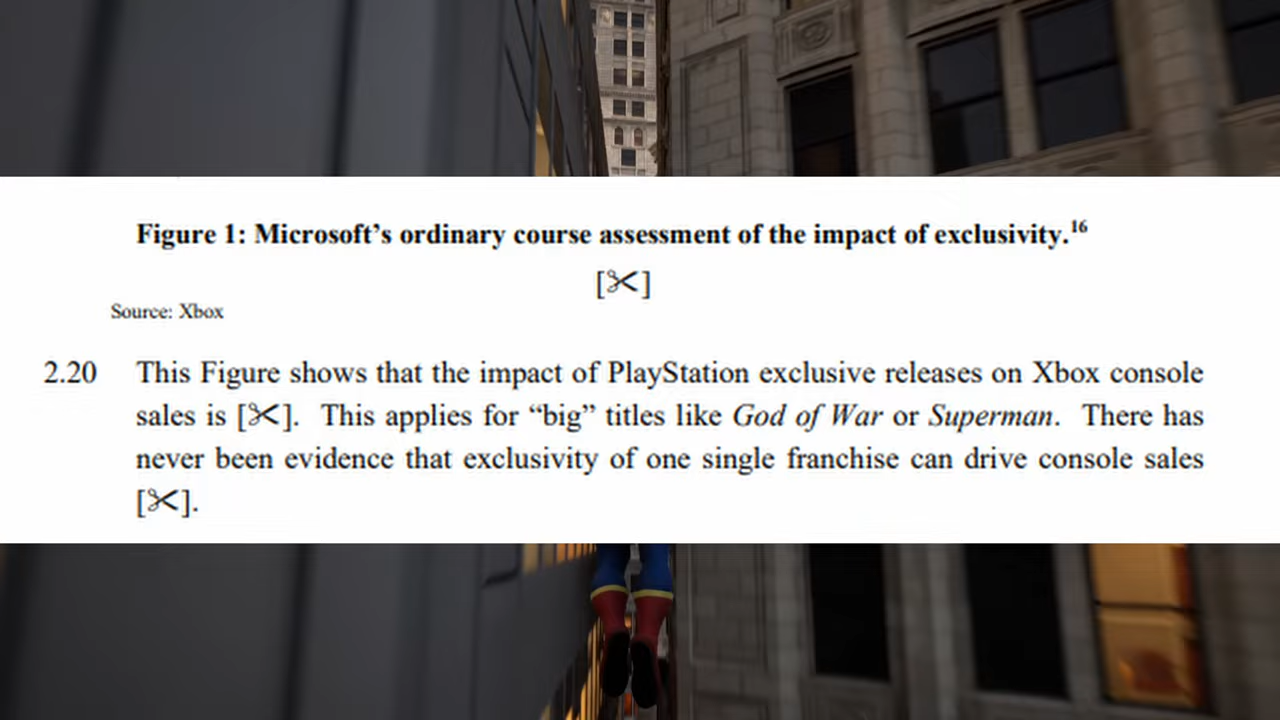 Figure 1: Microsoft’s ordinary course assessment of the impact of exclusivity.16
[✂]
Source: Xbox
2.20 This Figure shows that the impact of PlayStation exclusive releases on Xbox console
sales is [✂]. This applies for “big” titles like God of War or Superman. There has
never been evidence that exclusivity of one single franchise can drive console sales
[✂].